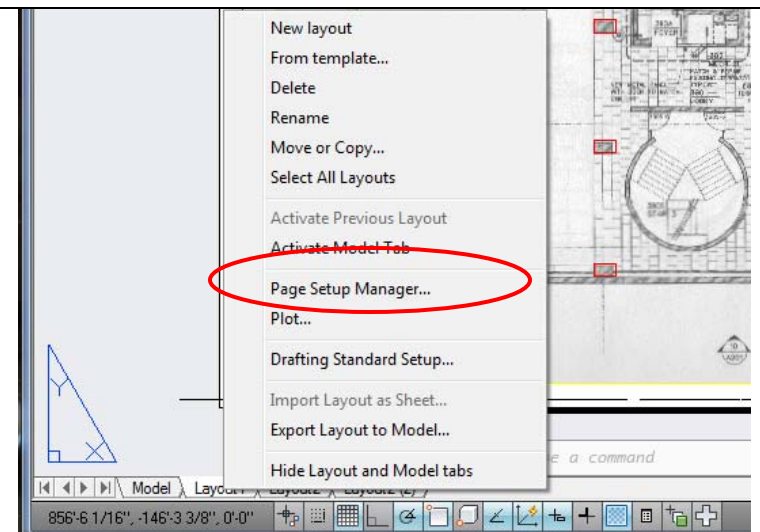 New layout
From template...
Delete
Rename
Move or Copy...
Select All Layouts
Activate Previous Layout
Activate Model Tab
Page Setup Manager...
Plot...
Drafting Standard Setup...
Import Layout as Sheet...
Export Layout to Model...
Hide Layout and Model tabs
Y
X
e a command
Model
Layout2 (2)
856'-6 1/16", -146'-3 3/8", 0'-0"